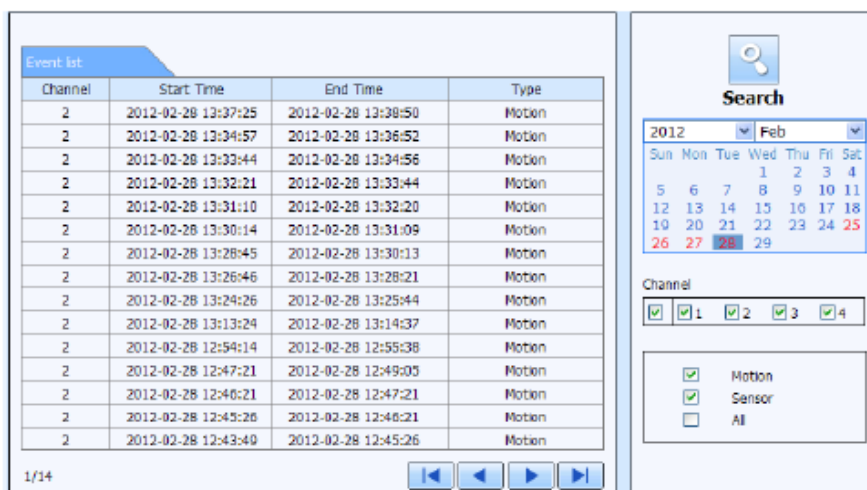 Event list
Channel Start Time End Time Type
2 2012-02-28 13:37:25 2012-02-28 13:38:50 Motion
2 2012-02-28 13:34:57 2012-02-28 13:36:52 Motion
2 2012-02-28 13:33:44 2012-02-28 13:34:56 Motion
2 2012-02-28 13:32:21 2012-02-28 13:33:44 Motion
2 2012-02-28 13:31:10 2012-02-28 13:32:20 Motion
2 2012-02-28 13:30:14 2012-02-28 13:31:09 Motion
2 2012-02-28 13:28:45 2012-02-28 13:30:13 Motion
2 2012-02-28 13:26:46 2012-02-28 13:28:21 Motion
2 2012-02-28 13:24:26 2012-02-28 13:25:44 Motion
2 2012-02-28 13:13:24 2012-02-28 13:14:37 Motion
2 2012-02-28 12:54:14 2012-02-28 12:55:38 Motion
2 2012-02-28 12:47:21 2012-02-28 12:49:05 Motion
2 2012-02-28 12:46:21 2012-02-28 12:47:21 Motion
2 2012-02-28 12:45:26 2012-02-28 12:46:21 Motion
2 2012-02-28 12:43:49 2012-02-28 12:45:26 Motion
1/14
Search
2012 Feb
Sun Mon Tue Wed Thu Fri Sat
1 2 3 4
5 6 7 8 9 10 11
12 13 14 15 16 17 18
19 20 21 22 23 24 25
26 27 28 29
Channel
1 2 3 4
Motion
Sensor
All